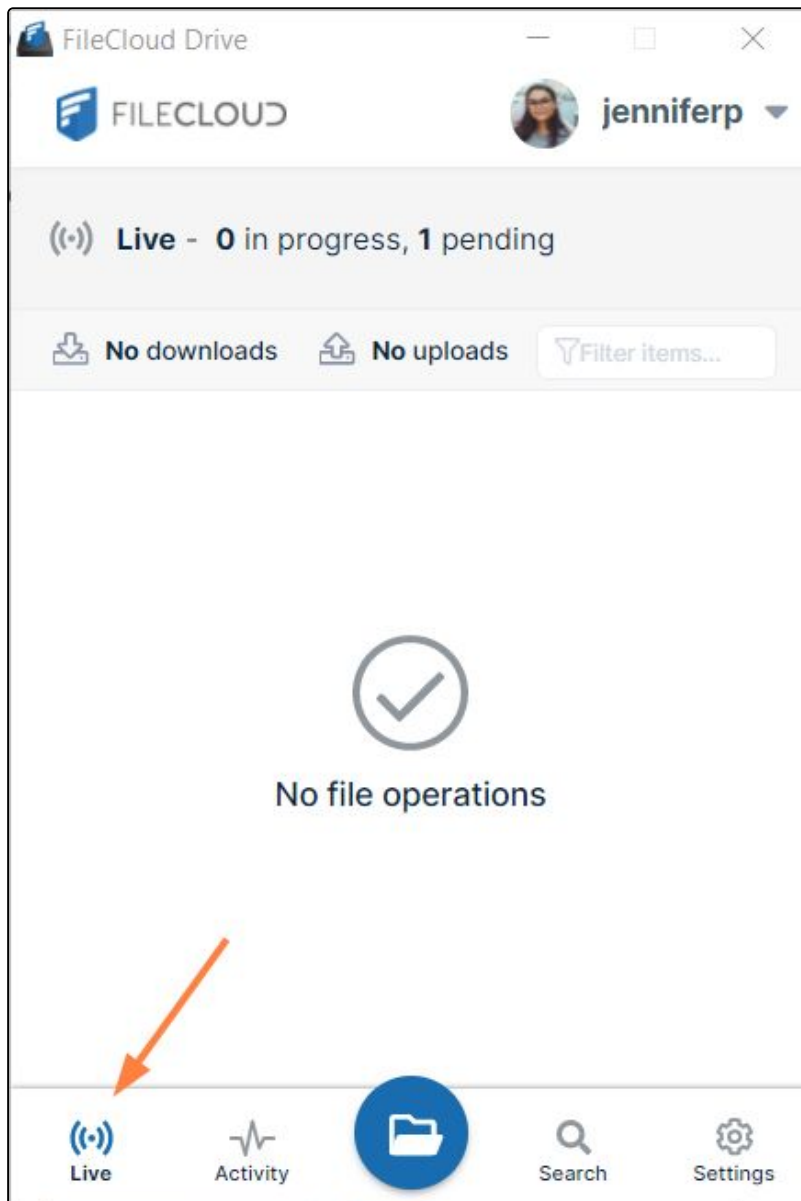 FileCloud Drive
FILECLOUD
jenniferp
Live - 0 in progress, 1 pending
No downloads No uploads Filter items...
No file operations
Live Activity Search Settings